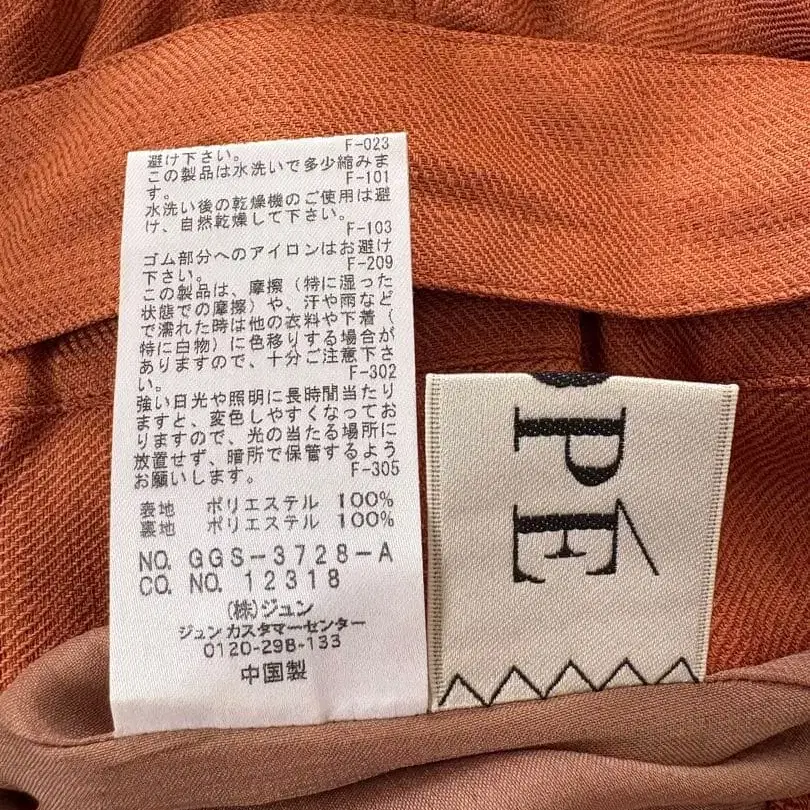 避け下さい。 F-023
この製品は水洗いで多少縮みま
す。 F-101
水洗い後の乾燥機のご使用は避
け、自然乾燥して下さい。
F-103
ゴム部分へのアイロンはお避け
下さい。 F-209
この製品は、摩擦（特に湿った
状態での摩擦）や、汗や雨など
で濡れた時は他の衣料や下着（
特に白物）に色移りする場合が
ありますので、十分ご注意下さ
い。 F-302
強い日光や照明に長時間当たり
ますと、変色しやすくなってお
りますので、光の当たる場所に
放置せず、暗所で保管するよう
お願いします。 F-305
表地 ポリエステル 100%
裏地 ポリエステル 100%
NO. GGS-3728-A
CO. NO. 12318
(株)ジュン
ジュン カスタマーセンター
0120-298-133
中国製
OPÉ